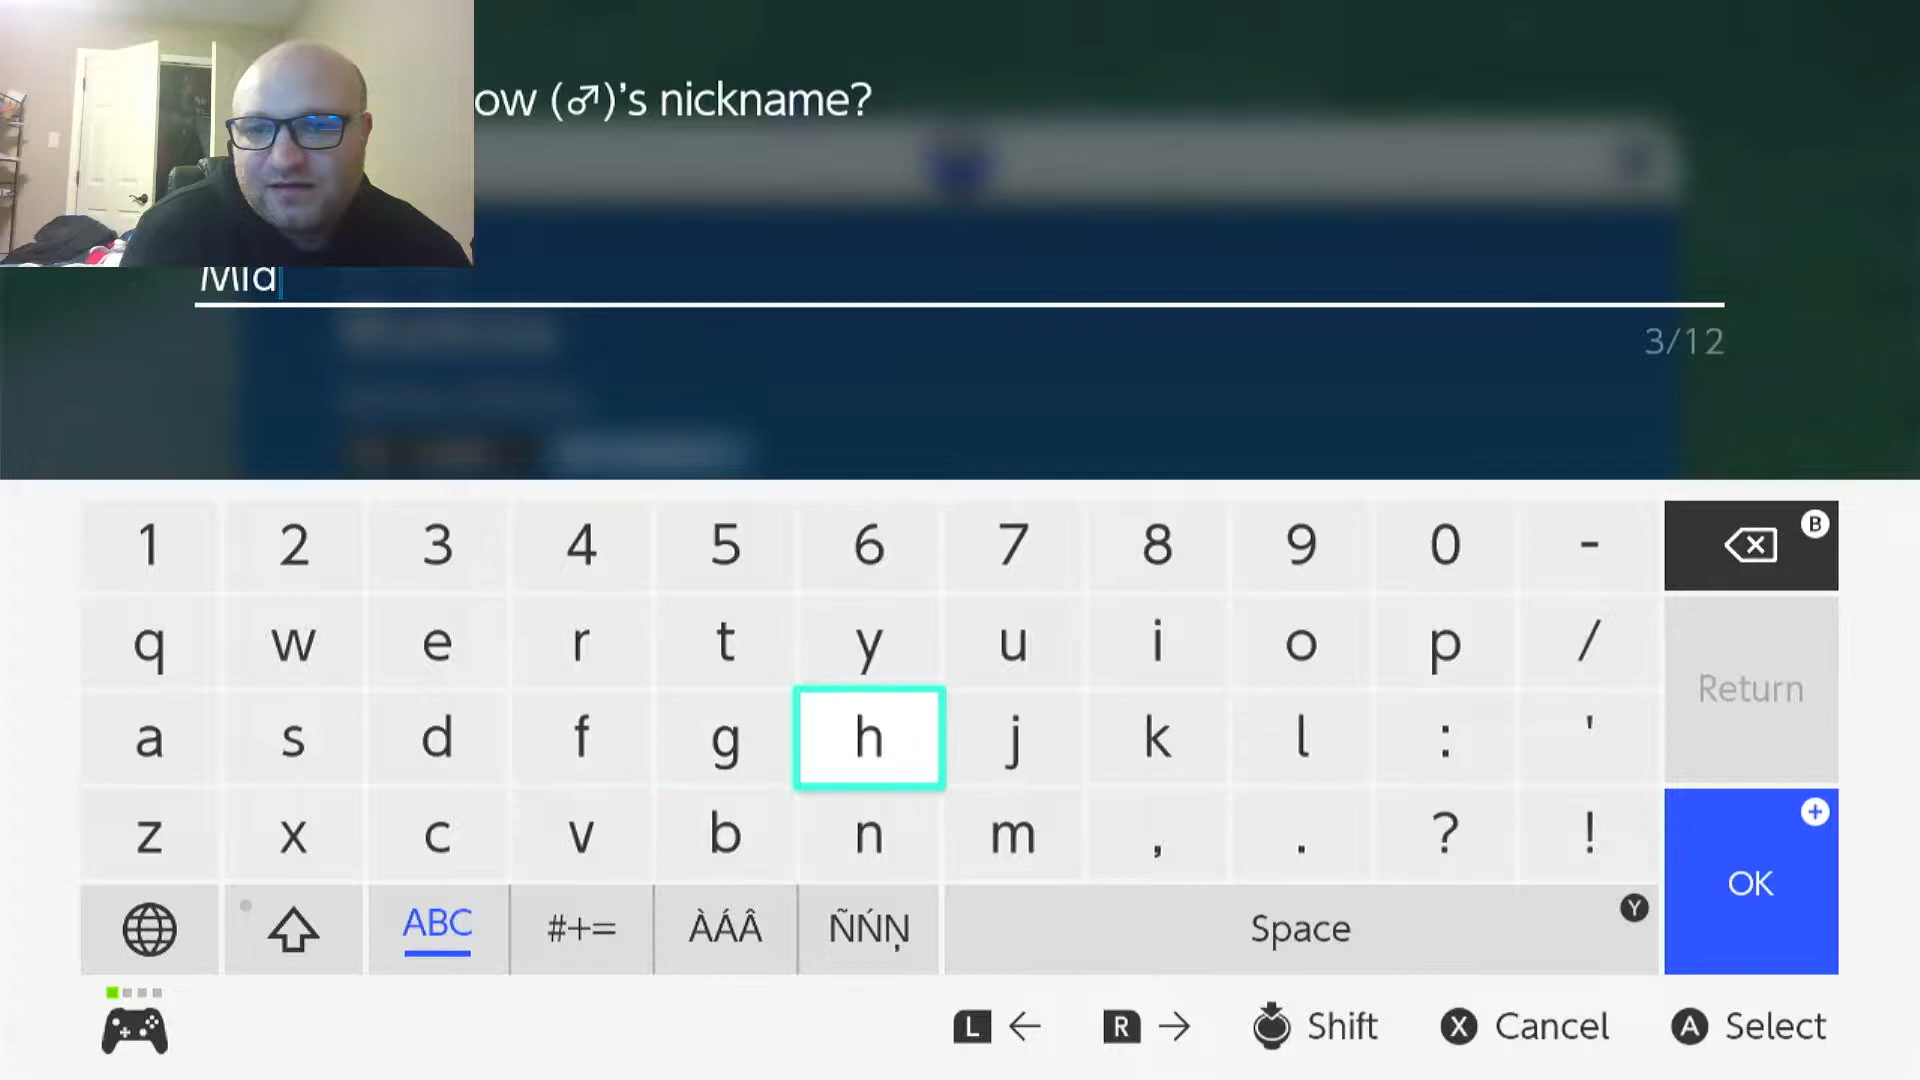 ow (♂)'s nickname?
Mid
3/12
1 2 3 4 5 6 7 8 9 0 -
B
q w e r t y u i o p /
Return
a s d f g h j k l : '
z x c v b n m , . ? !
+
OK
ABC #+= ÀÁÂ ÑŃŅ Space Y
L ← R → Shift X Cancel A Select